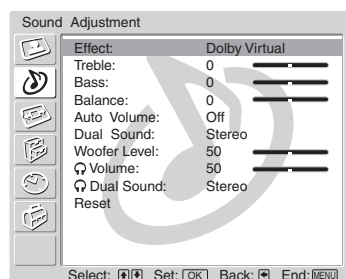 Sound Adjustment
Effect: Dolby Virtual
Treble: 0
Bass: 0
Balance: 0
Auto Volume: Off
Dual Sound: Stereo
Woofer Level: 50
Volume: 50
Dual Sound: Stereo
Reset
Select: Set: OK Back: End: MENU